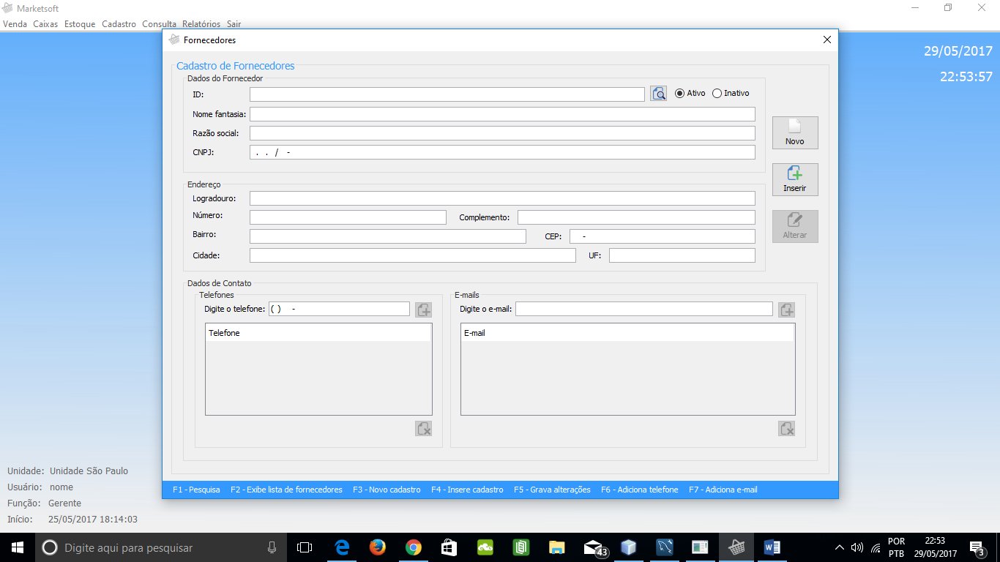 Marketsoft
Venda Caixas Estoque Cadastro Consulta Relatórios Sair
Fornecedores
29/05/2017
22:53:57
Cadastro de Fornecedores
Dados do Fornecedor
ID:
Ativo Inativo
Nome fantasia:
Razão social:
CNPJ: . . / -
Novo
Inserir
Alterar
Endereço
Logradouro:
Número: Complemento:
Bairro: CEP: -
Cidade: UF:
Dados de Contato
Telefones
Digite o telefone: ( ) -
Telefone
E-mails
Digite o e-mail:
E-mail
F1 - Pesquisa F2 - Exibe lista de fornecedores F3 - Novo cadastro F4 - Insere cadastro F5 - Grava alterações F6 - Adiciona telefone F7 - Adiciona e-mail
Unidade: Unidade São Paulo
Usuário: nome
Função: Gerente
Início: 25/05/2017 18:14:03
Digite aqui para pesquisar
43
POR
PTB
22:53
29/05/2017
3